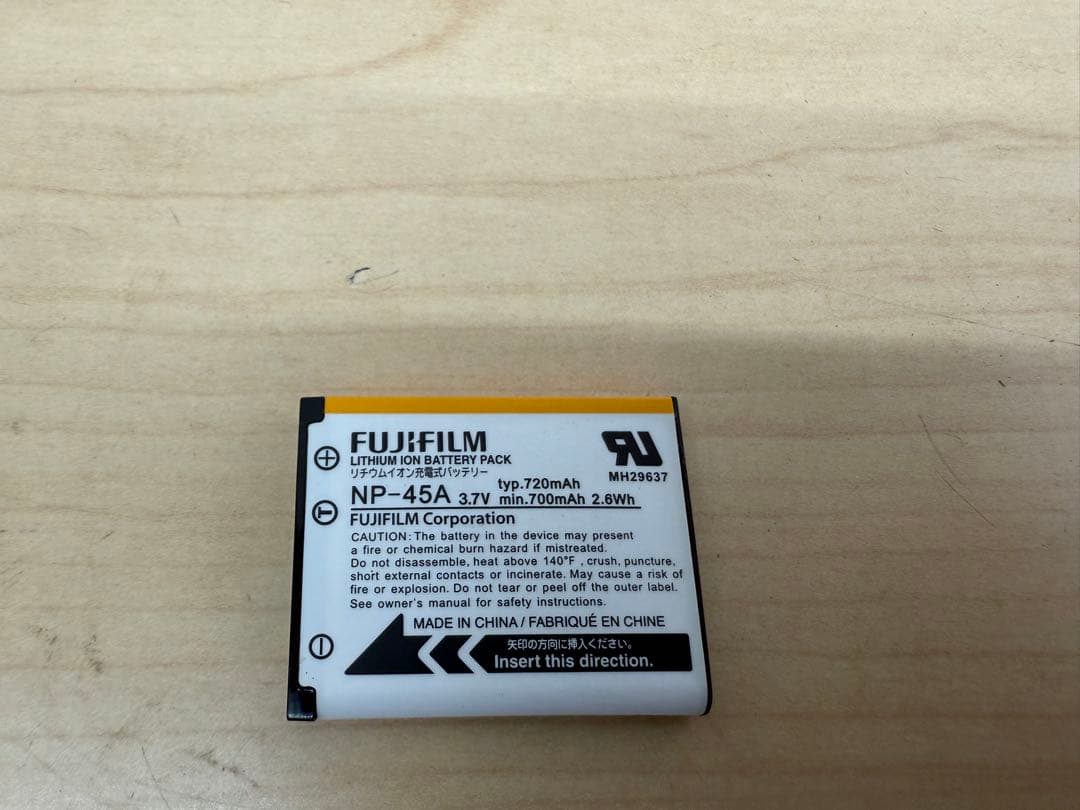 FUJIFILM
LITHIUM ION BATTERY PACK
リチウムイオン充電式バッテリー
NP-45A 3.7V typ.720mAh min.700mAh 2.6Wh
RU
MH29637
FUJIFILM Corporation
CAUTION: The battery in the device may present
a fire or chemical burn hazard if mistreated.
Do not disassemble, heat above 140°F , crush, puncture,
short external contacts or incinerate. May cause a risk of
fire or explosion. Do not tear or peel off the outer label.
See owner's manual for safety instructions.
MADE IN CHINA / FABRIQUÉ EN CHINE
矢印の方向に挿入ください。
Insert this direction.
+
T
−